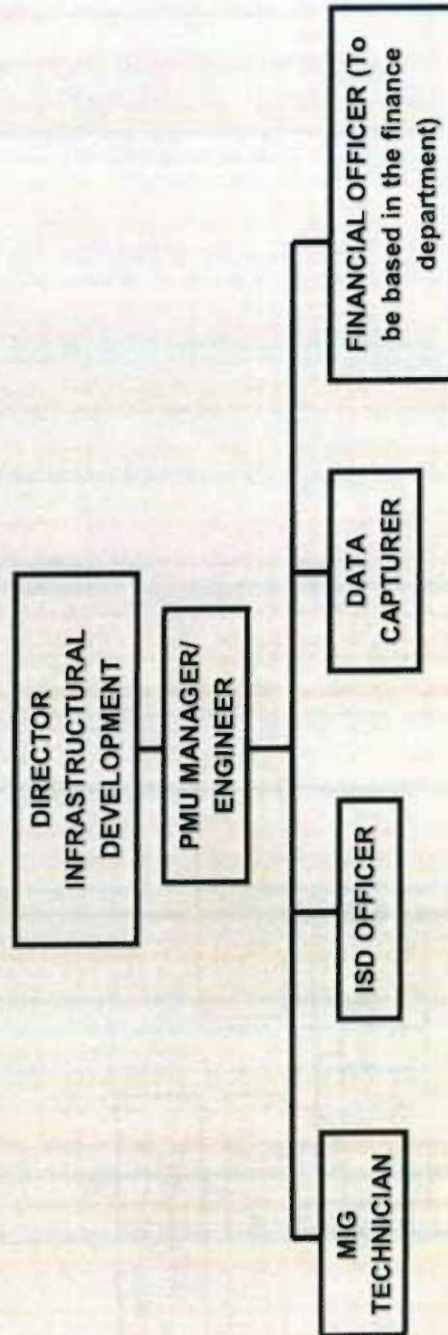 DIRECTOR
INFRASTRUCTURAL
DEVELOPMENT
PMU MANAGER/
ENGINEER
MIG
TECHNICIAN
ISD OFFICER
DATA
CAPTURER
FINANCIAL OFFICER (To
be based in the finance
department)